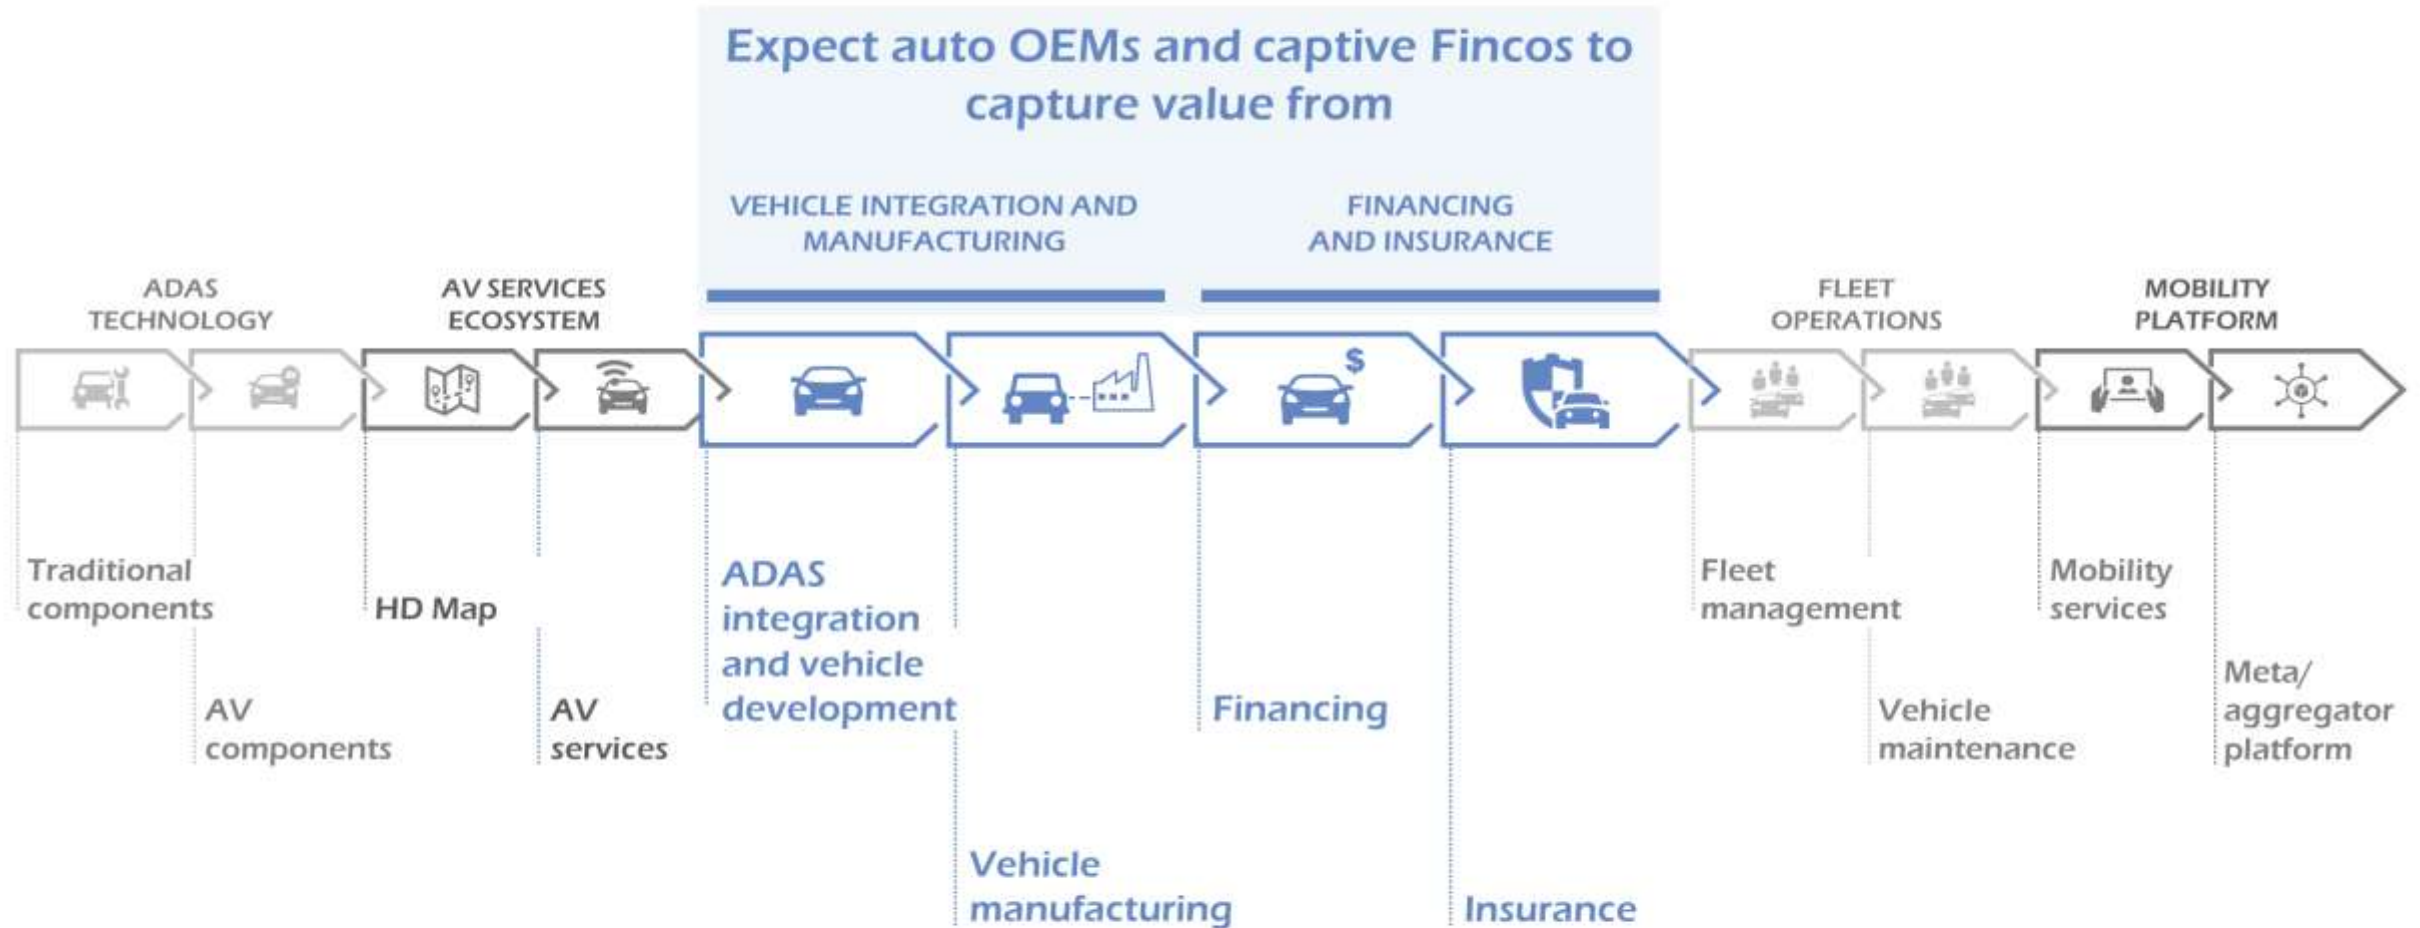 Expect auto OEMs and captive Fincos to
capture value from
VEHICLE INTEGRATION AND
MANUFACTURING
FINANCING
AND INSURANCE
ADAS
TECHNOLOGY
AV SERVICES
ECOSYSTEM
FLEET
OPERATIONS
MOBILITY
PLATFORM
$
Traditional
components
AV
components
HD Map
AV
services
ADAS
integration
and vehicle
development
Vehicle
manufacturing
Financing
Insurance
Fleet
management
Vehicle
maintenance
Mobility
services
Meta/
aggregator
platform